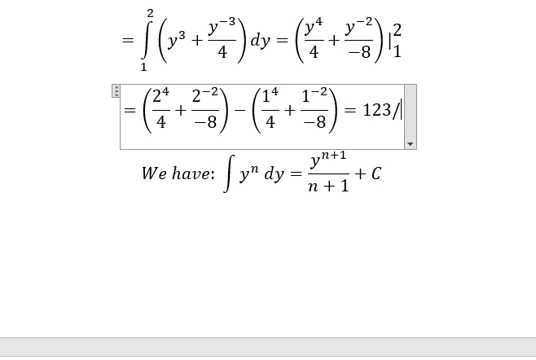 = ∫₁² (y³ + y⁻³/4) dy = (y⁴/4 + y⁻²/−8) |₁²
= (2⁴/4 + 2⁻²/−8) − (1⁴/4 + 1⁻²/−8) = 123/
We have: ∫ yⁿ dy = yⁿ⁺¹/n + 1 + C